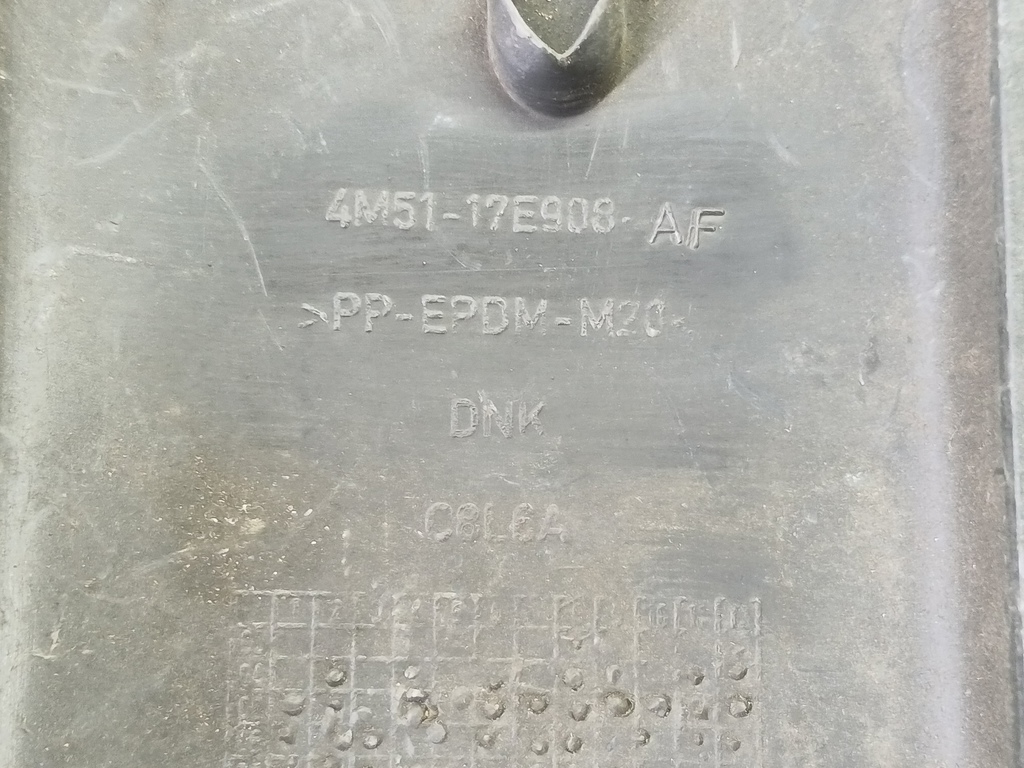 4M51-17E908-AF
>PP-EPDM-M20<
DNK
C8L6A